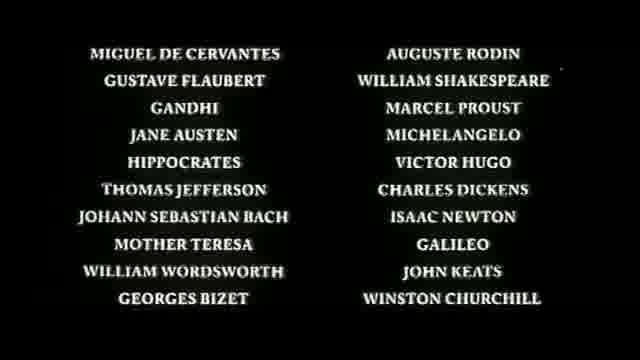 MIGUEL DE CERVANTES
GUSTAVE FLAUBERT
GANDHI
JANE AUSTEN
HIPPOCRATES
THOMAS JEFFERSON
JOHANN SEBASTIAN BACH
MOTHER TERESA
WILLIAM WORDSWORTH
GEORGES BIZET
AUGUSTE RODIN
WILLIAM SHAKESPEARE
MARCEL PROUST
MICHELANGELO
VICTOR HUGO
CHARLES DICKENS
ISAAC NEWTON
GALILEO
JOHN KEATS
WINSTON CHURCHILL